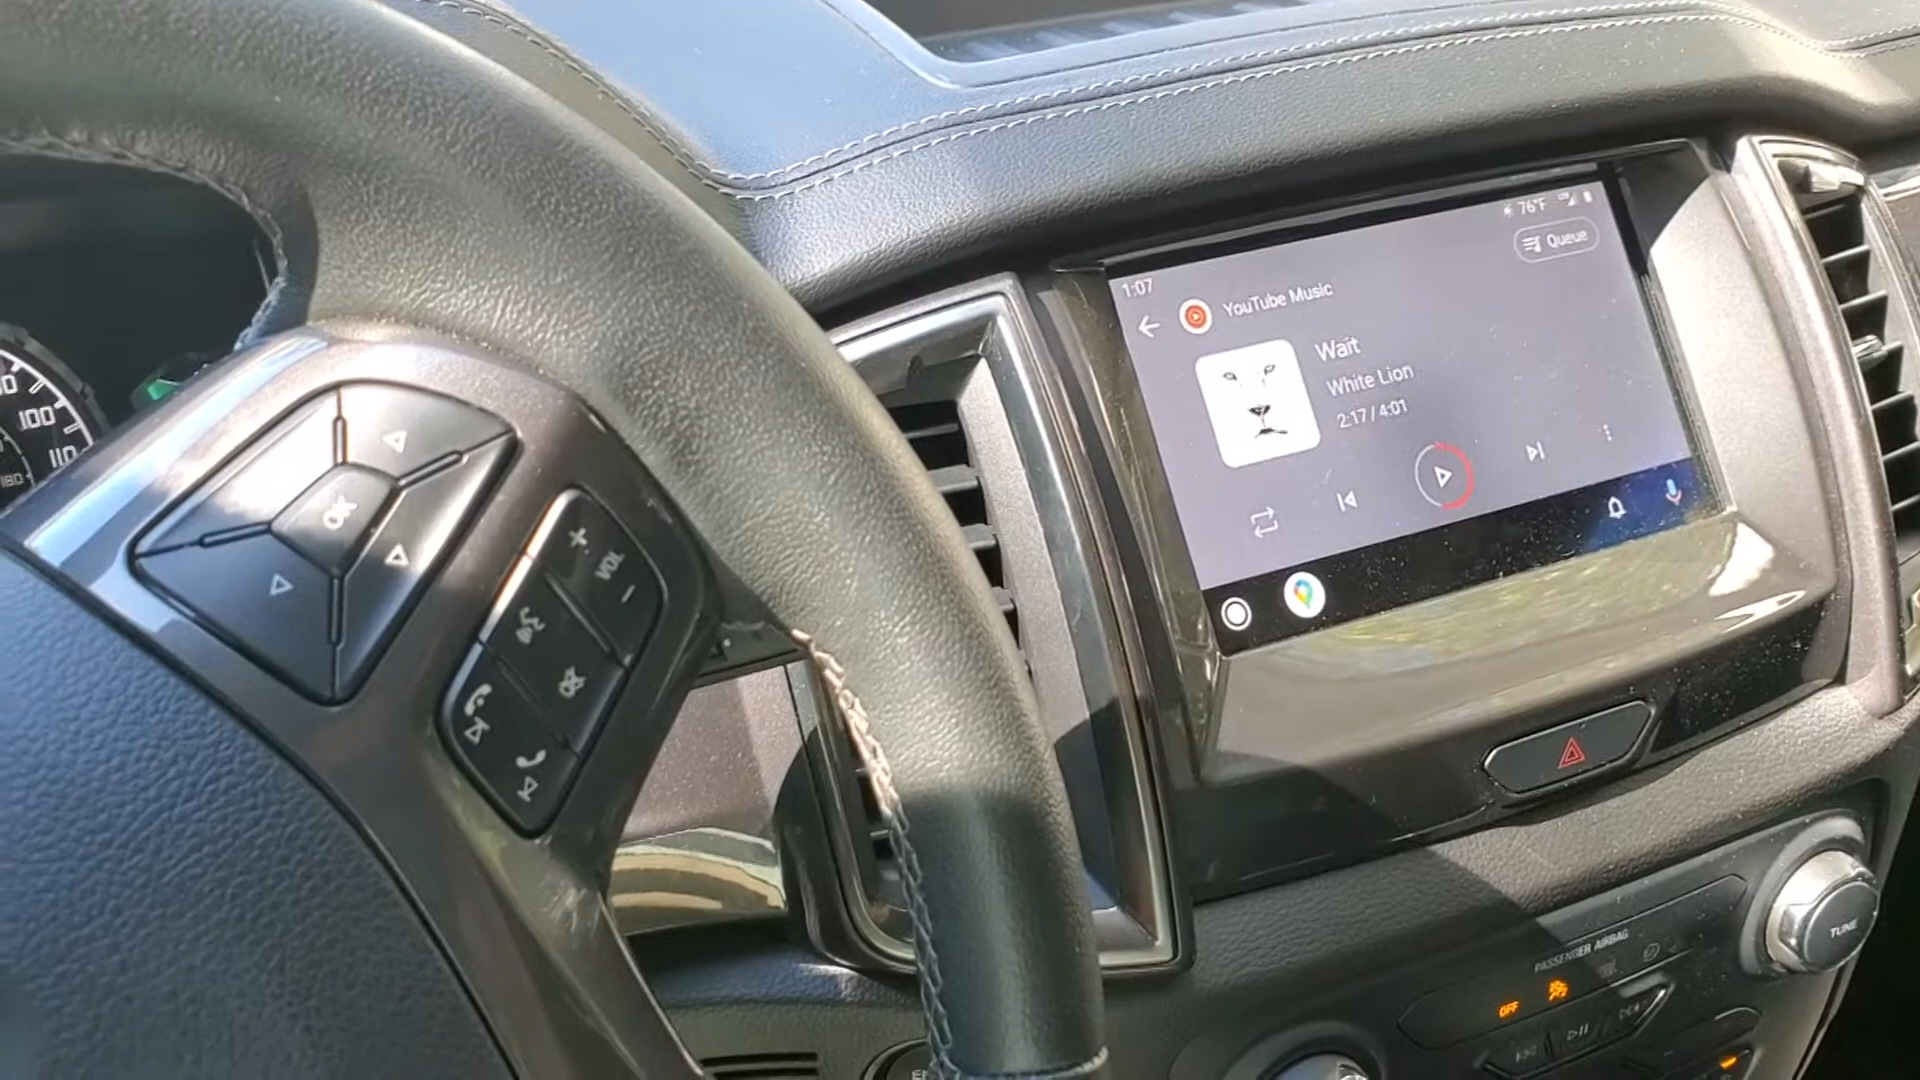 76°F
Queue
1:07
YouTube Music
Wait
White Lion
2:17 / 4:01
100
110
180
OK
+
VOL
-
TUNE
PASSENGER AIRBAG
OFF